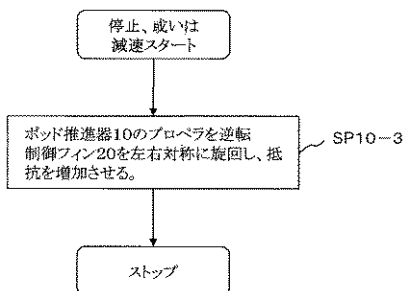 停止、或いは
減速スタート
ポッド推進器10のプロペラを逆転
制御フィン20を左右対称に旋回し、抵
抗を増加させる。
SP10-3
ストップ